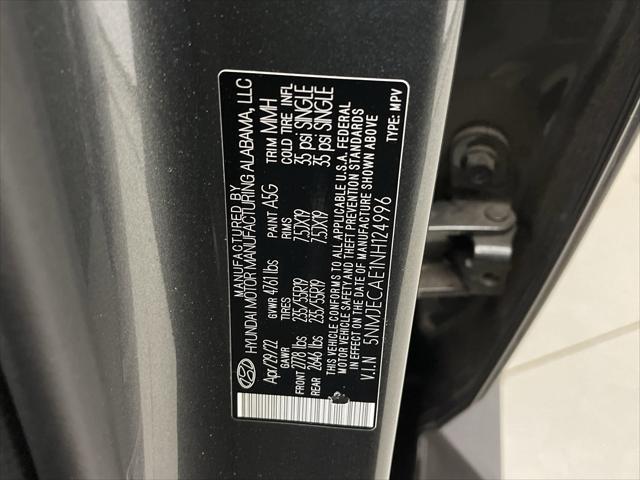 MANUFACTURED BY
HYUNDAI MOTOR MANUFACTURING ALABAMA, LLC
Apr/29/22 GVWR 4761 lbs PAINT A5G TRIM MMH
GAWR TIRES RIMS COLD TIRE INFL
FRONT 2778 lbs 235/55R19 7.5JX19 35 psi SINGLE
REAR 2646 lbs 235/55R19 7.5JX19 35 psi SINGLE
THIS VEHICLE CONFORMS TO ALL APPLICABLE U.S.A. FEDERAL
MOTOR VEHICLE SAFETY AND THEFT PREVENTION STANDARDS
IN EFFECT ON THE DATE OF MANUFACTURE SHOWN ABOVE
V.I.N 5NMJECAE1NH124996 TYPE: MPV